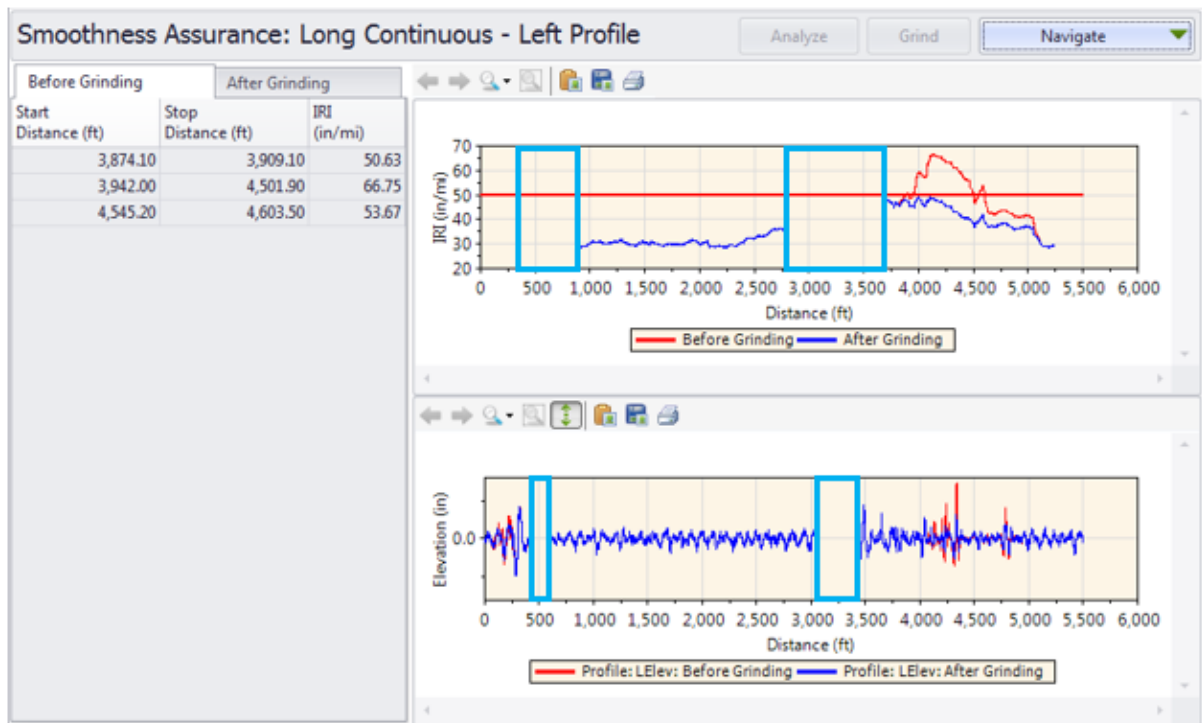 Smoothness Assurance: Long Continuous - Left Profile
Analyze
Grind
Navigate
Before Grinding
After Grinding
Start Distance (ft)
Stop Distance (ft)
IRI (in/mi)
3,874.10 3,909.10 50.63
3,942.00 4,501.90 66.75
4,545.20 4,603.50 53.67
IRI (in/mi)
70
60
50
40
30
20
0 500 1,000 1,500 2,000 2,500 3,000 3,500 4,000 4,500 5,000 5,500 6,000
Distance (ft)
Before Grinding After Grinding
Elevation (in)
0.0
0 500 1,000 1,500 2,000 2,500 3,000 3,500 4,000 4,500 5,000 5,500 6,000
Distance (ft)
Profile: LElev: Before Grinding Profile: LElev: After Grinding